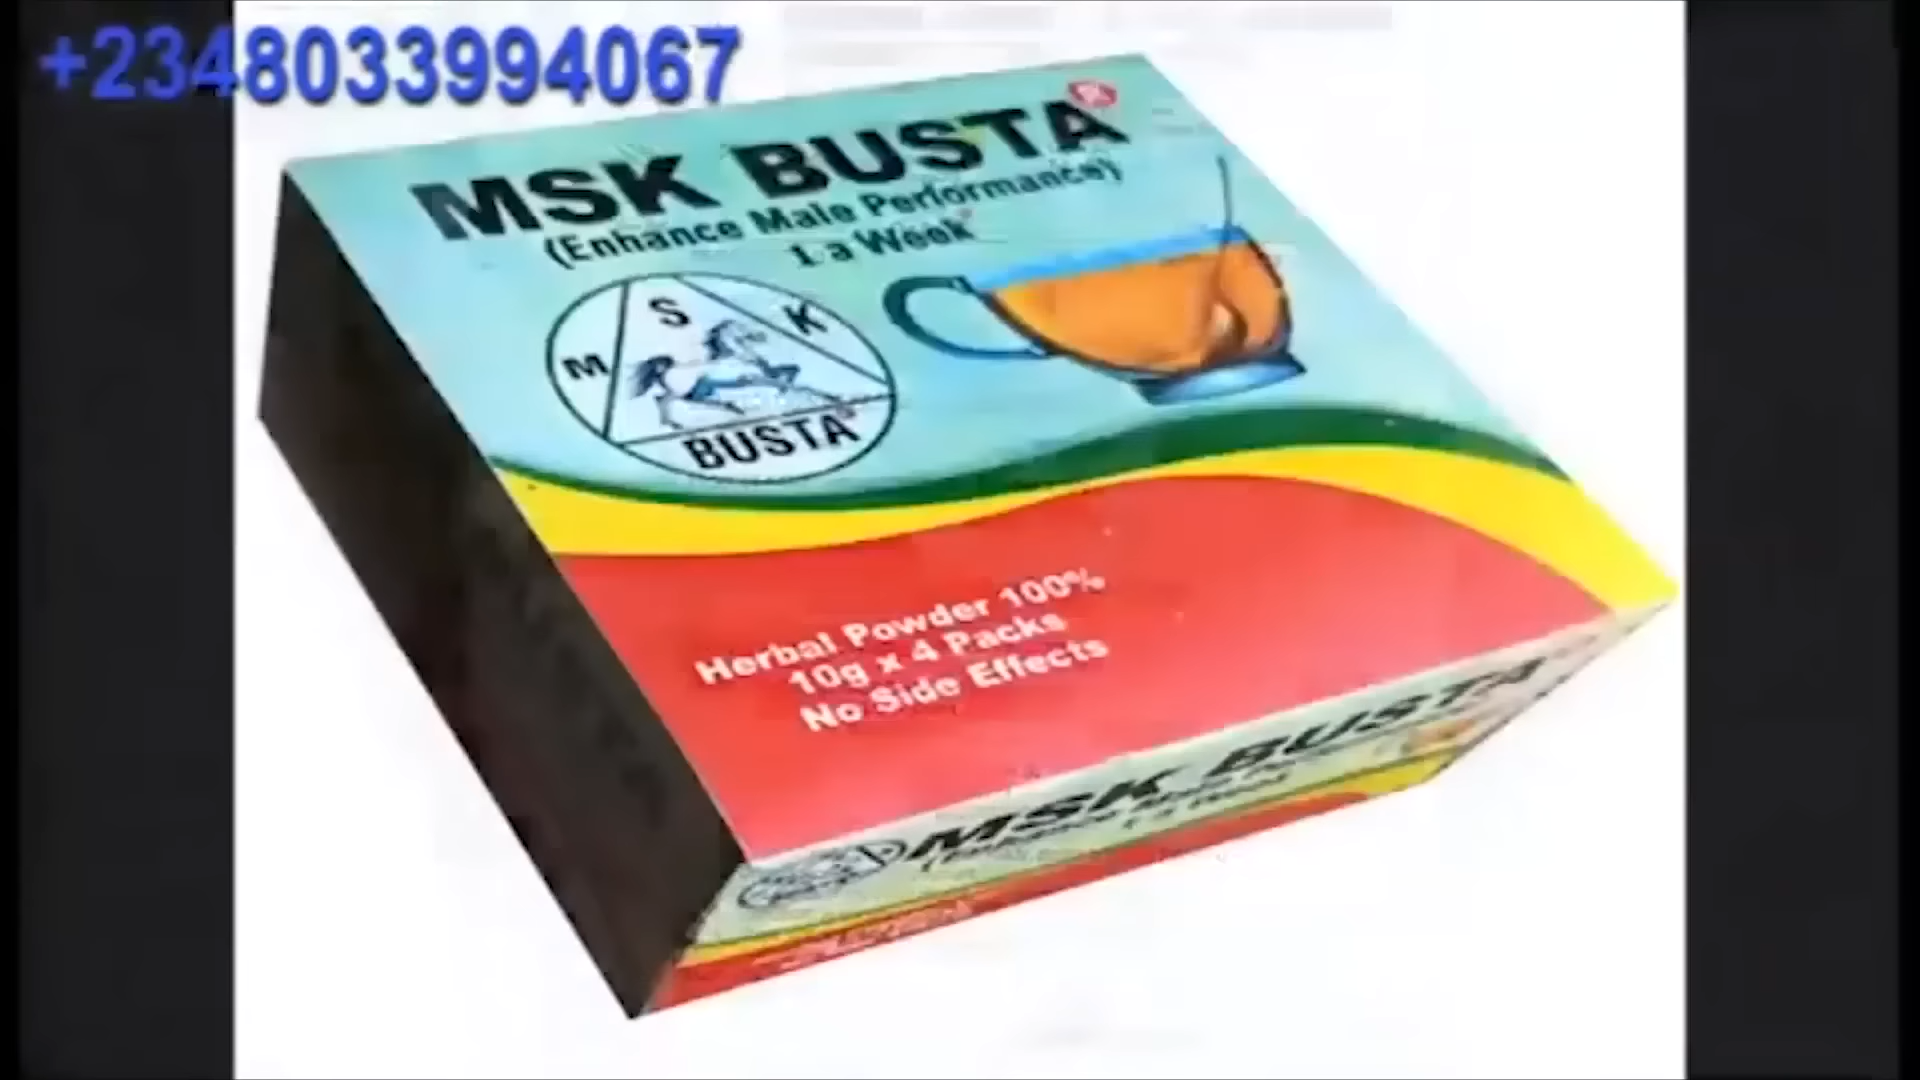 +2348033994067
MSK BUSTA
(Enhance Male Performance)
1 a Week
M S K
BUSTA
Herbal Powder 100%
10g x 4 Packs
No Side Effects
MSK BUSTA